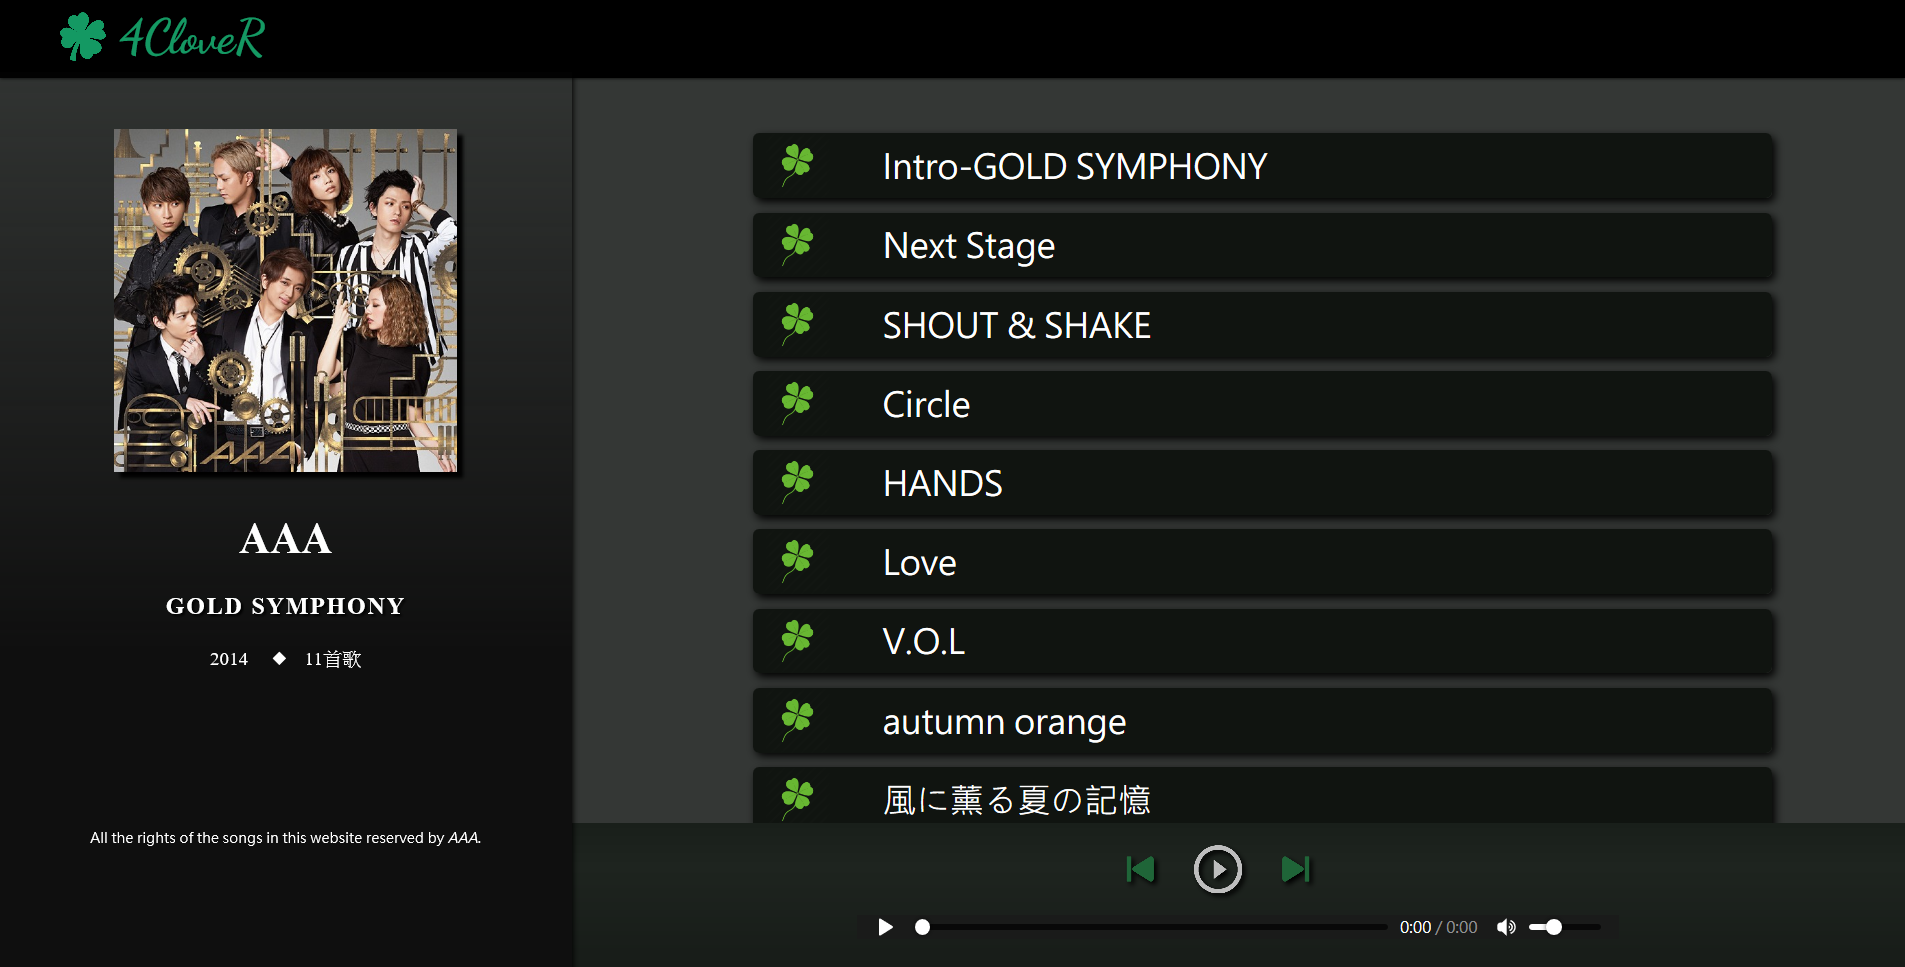 4CloveR
AAA
AAA
GOLD SYMPHONY
2014 ◆ 11首歌
All the rights of the songs in this website reserved by AAA.
Intro-GOLD SYMPHONY
Next Stage
SHOUT & SHAKE
Circle
HANDS
Love
V.O.L
autumn orange
風に薫る夏の記憶
0:00 / 0:00